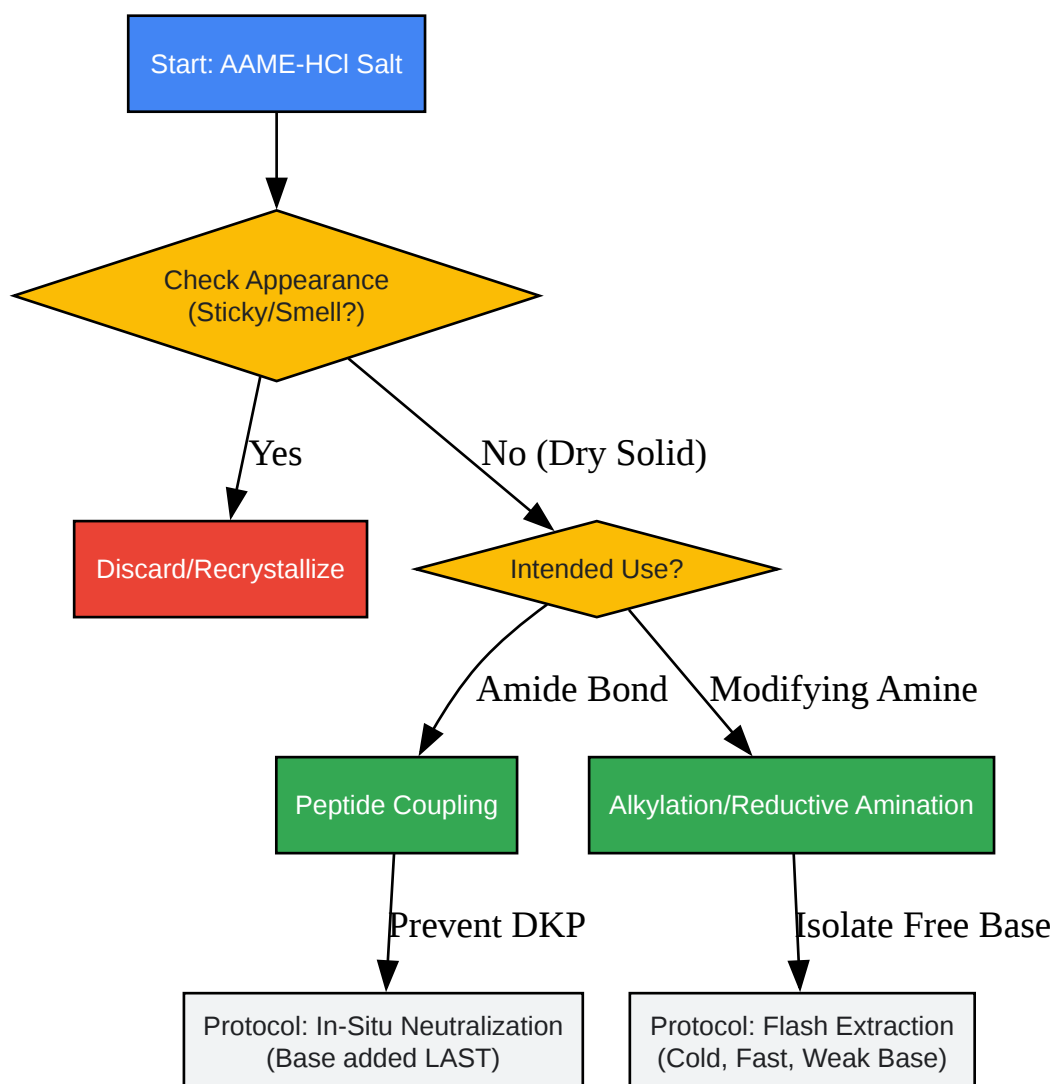 Start: AAME-HCl Salt
Check Appearance
(Sticky/Smell?)
Yes
No (Dry Solid)
Discard/Recrystallize
Intended Use?
Amide Bond
Modifying Amine
Peptide Coupling
Alkylation/Reductive Amination
Prevent DKP
Isolate Free Base
Protocol: In-Situ Neutralization
(Base added LAST)
Protocol: Flash Extraction
(Cold, Fast, Weak Base)